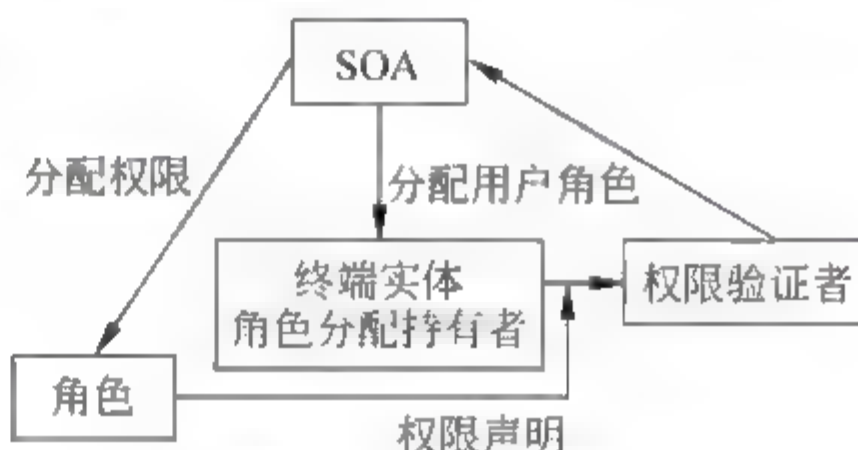 SOA
分配权限
分配用户角色
终端实体
角色分配持有者
权限验证者
角色
权限声明